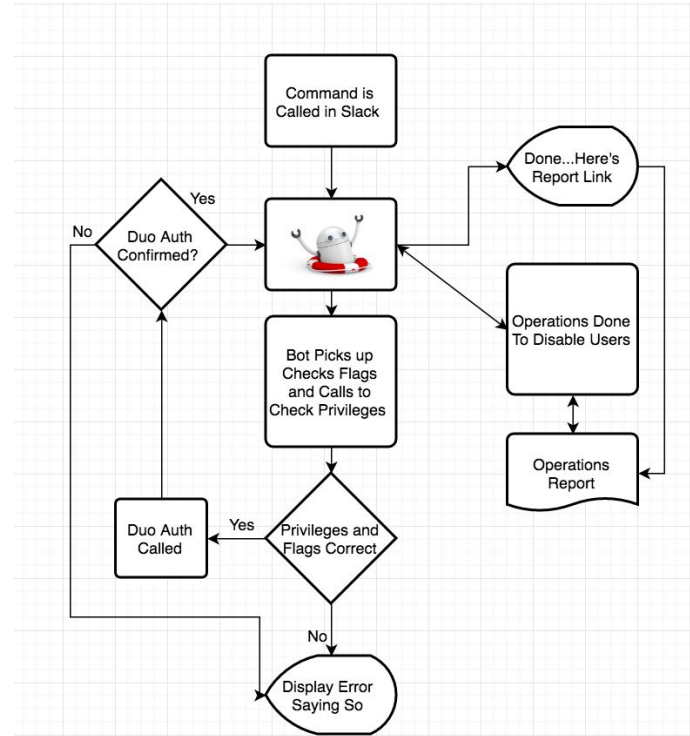 Command is
Called in Slack
Done...Here's
Report Link
Yes
No
Duo Auth
Confirmed?
Operations Done
To Disable Users
Bot Picks up
Checks Flags
and Calls to
Check Privileges
Operations
Report
Duo Auth
Called
Yes
Privileges and
Flags Correct
No
Display Error
Saying So